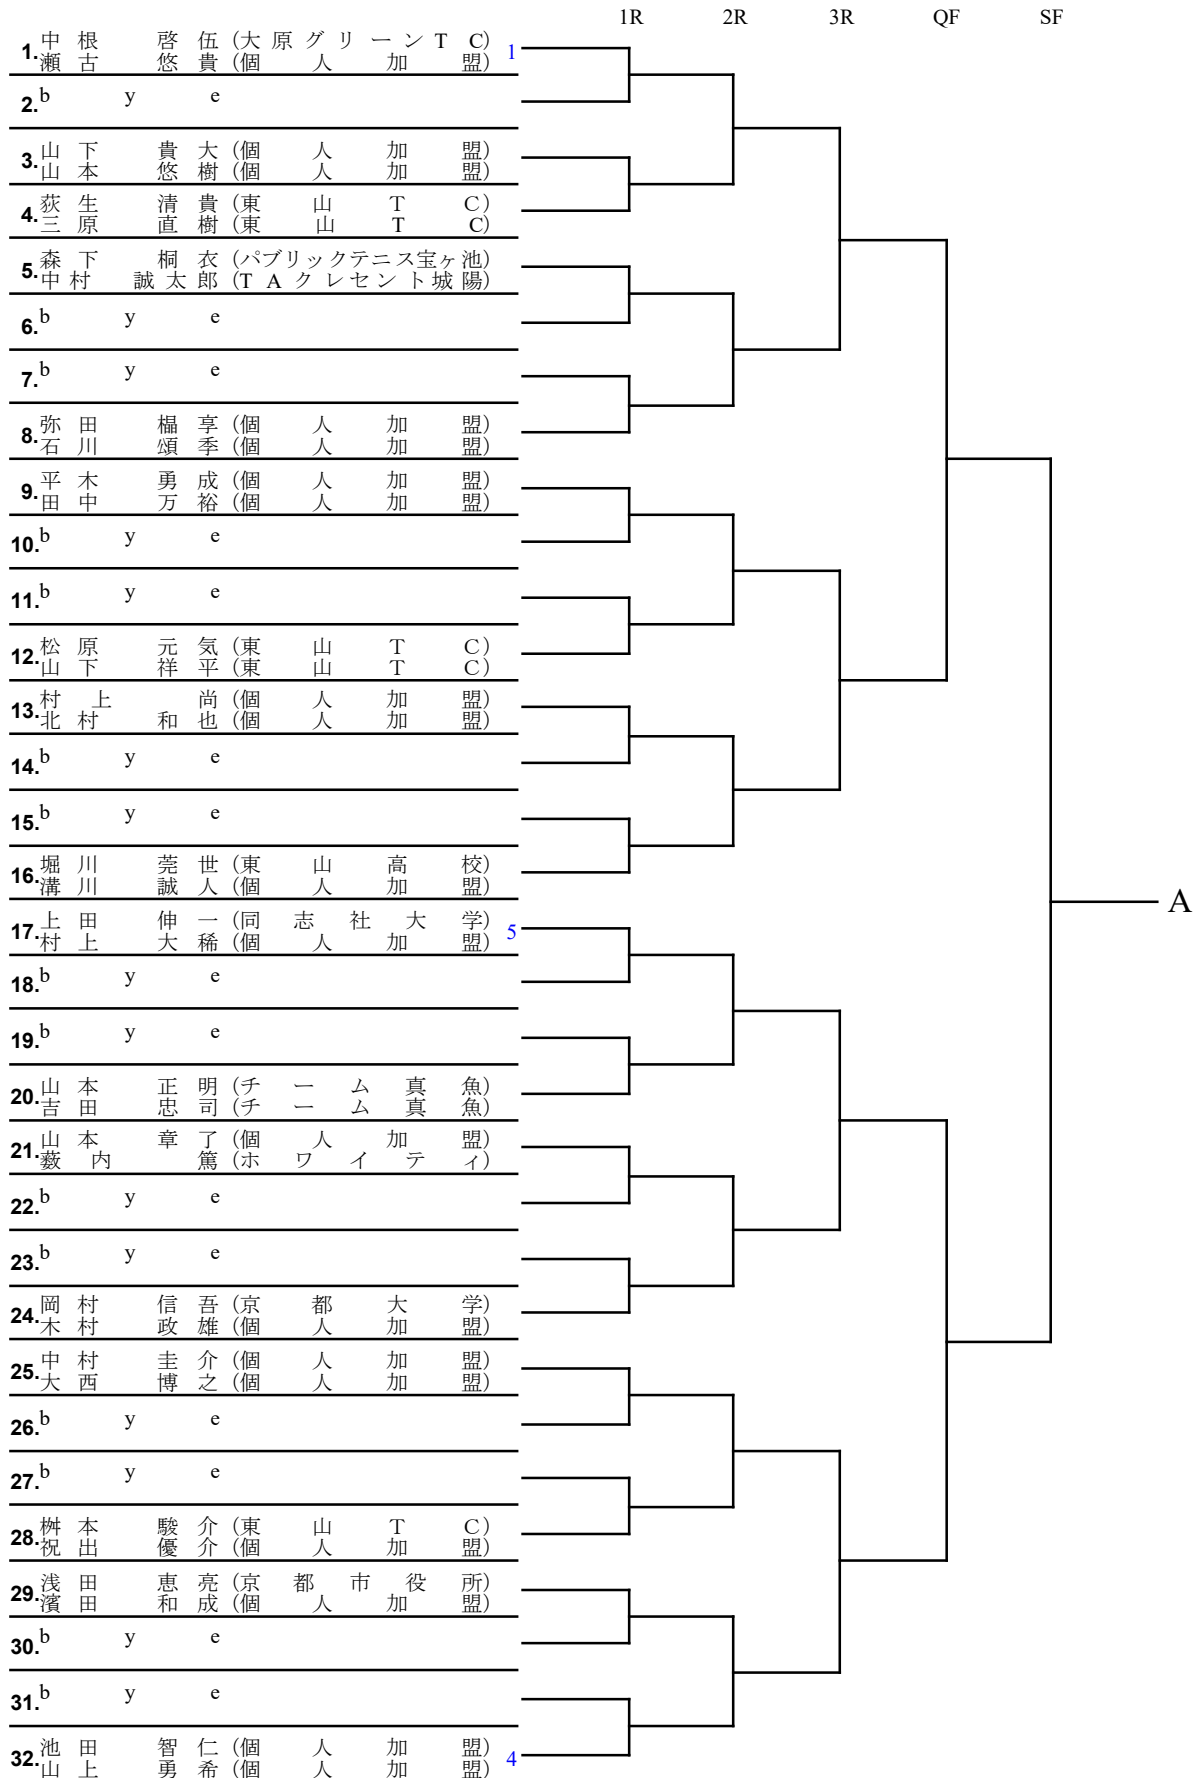 1R 2R 3R QF SF
1. 中根 啓伍 (大原グリーンTC) 1
瀬古 悠貴 (個人加盟)
2. bye
3. 山下 貴大 (個人加盟)
山本 悠樹 (個人加盟)
4. 荻生 清貴 (東山TC)
三原 直樹 (東山TC)
5. 森下 桐衣 (パブリックテニス宝ヶ池)
中村 誠太郎 (TAクレセント城陽)
6. bye
7. bye
8. 弥田 橸享 (個人加盟)
石川 頌季 (個人加盟)
9. 平木 勇成 (個人加盟)
田中 万裕 (個人加盟)
10. bye
11. bye
12. 松原 元気 (東山TC)
山下 祥平 (東山TC)
13. 村上 尚 (個人加盟)
北村 和也 (個人加盟)
14. bye
15. bye
16. 堀川 莞世 (東山高校)
溝川 誠人 (個人加盟)
A
17. 上田 伸一 (同志社大学) 5
村上 大稀 (個人加盟)
18. bye
19. bye
20. 山本 正明 (チーム真魚)
吉田 忠司 (チーム真魚)
21. 山本 章了 (個人加盟)
薮内 篤 (ホワイティ)
22. bye
23. bye
24. 岡村 信吾 (京都大学)
木村 政雄 (個人加盟)
25. 中村 圭介 (個人加盟)
大西 博之 (個人加盟)
26. bye
27. bye
28. 桝本 駿介 (東山TC)
祝出 優介 (個人加盟)
29. 浅田 恵亮 (京都市役所)
濱田 和成 (個人加盟)
30. bye
31. bye
32. 池田 智仁 (個人加盟) 4
山上 勇希 (個人加盟)